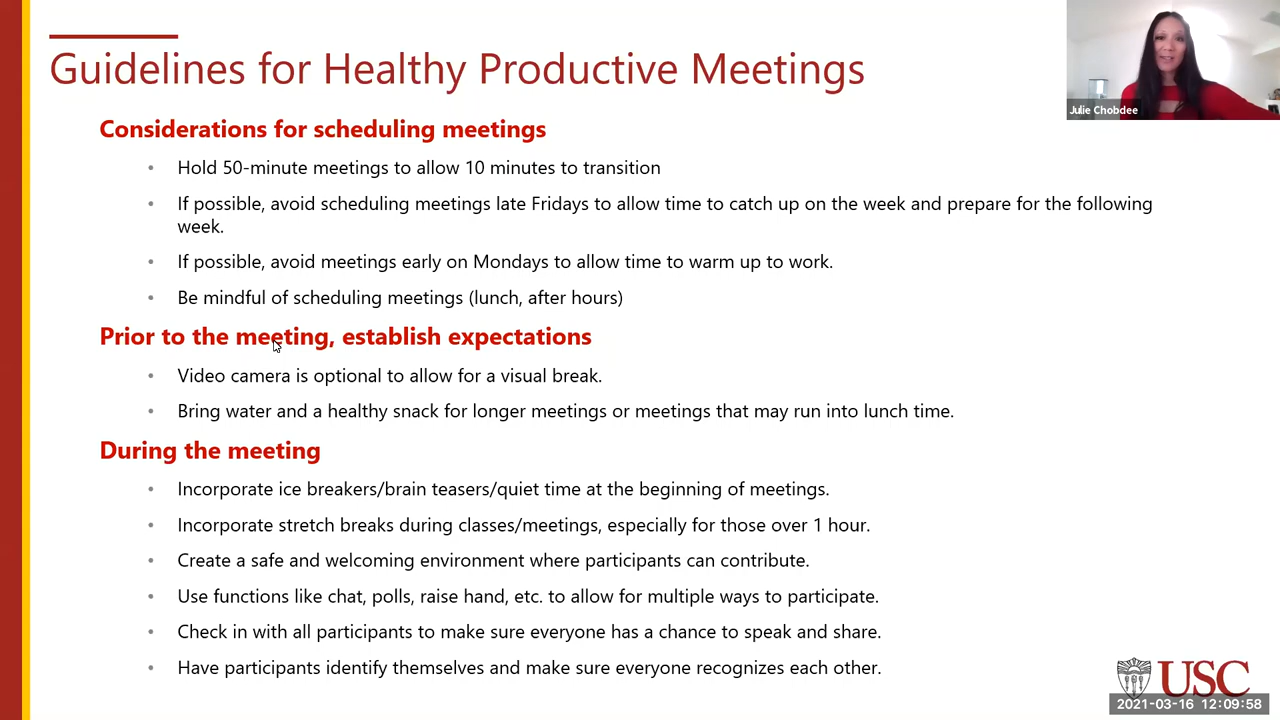 Guidelines for Healthy Productive Meetings
Julie Chobdee
Considerations for scheduling meetings
• Hold 50-minute meetings to allow 10 minutes to transition
• If possible, avoid scheduling meetings late Fridays to allow time to catch up on the week and prepare for the following
week.
• If possible, avoid meetings early on Mondays to allow time to warm up to work.
• Be mindful of scheduling meetings (lunch, after hours)
Prior to the meeting, establish expectations
• Video camera is optional to allow for a visual break.
• Bring water and a healthy snack for longer meetings or meetings that may run into lunch time.
During the meeting
• Incorporate ice breakers/brain teasers/quiet time at the beginning of meetings.
• Incorporate stretch breaks during classes/meetings, especially for those over 1 hour.
• Create a safe and welcoming environment where participants can contribute.
• Use functions like chat, polls, raise hand, etc. to allow for multiple ways to participate.
• Check in with all participants to make sure everyone has a chance to speak and share.
• Have participants identify themselves and make sure everyone recognizes each other.
USC
2021-03-16 12:09:58